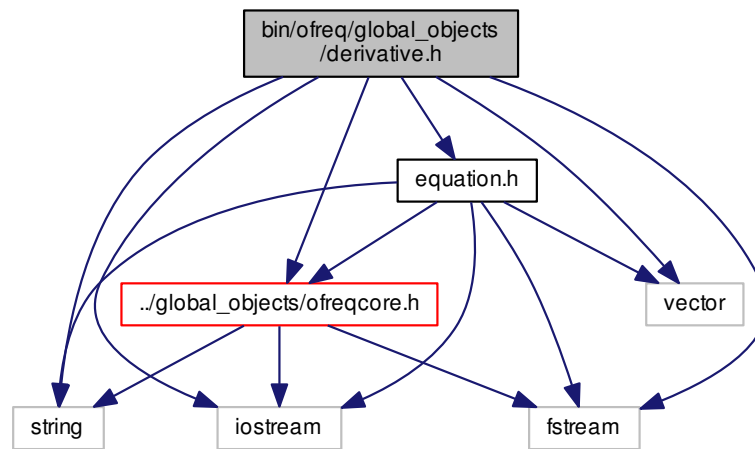 bin/ofreq/global_objects
/derivative.h
equation.h
../global_objects/ofreqcore.h
vector
string
iostream
fstream